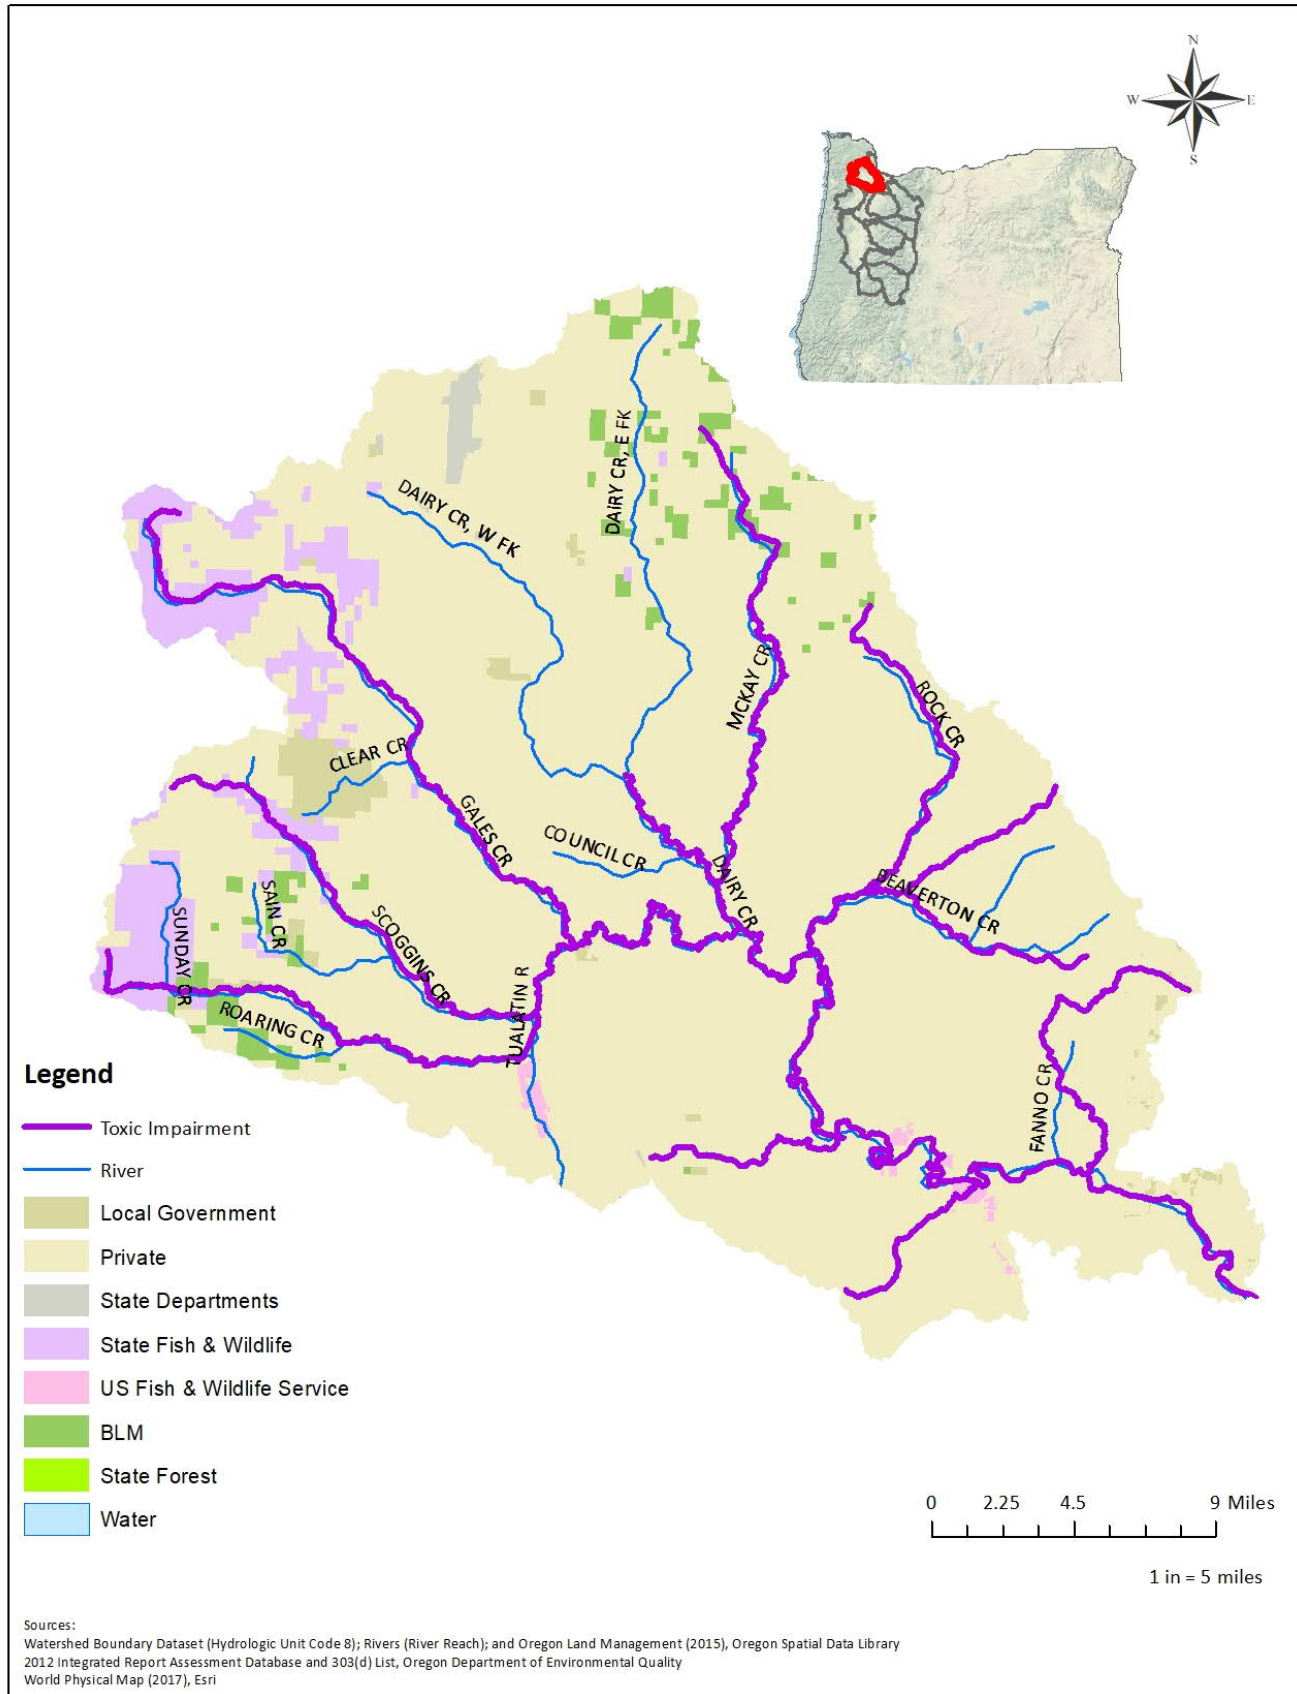 N
W E
S
DAIRY CR, E FK
DAIRY CR, W FK
MCKAY CR
ROCK CR
CLEAR CR
GALES CR
COUNCIL CR
DAIRY CR
BEAVERTON CR
SAIN CR
SUNDAY CR
SCOGGINS CR
TUALATIN R
ROARING CR
FANNO CR
Legend
Toxic Impairment
River
Local Government
Private
State Departments
State Fish & Wildlife
US Fish & Wildlife Service
BLM
State Forest
Water
0 2.25 4.5 9 Miles
1 in = 5 miles
Sources:
Watershed Boundary Dataset (Hydrologic Unit Code 8); Rivers (River Reach); and Oregon Land Management (2015), Oregon Spatial Data Library
2012 Integrated Report Assessment Database and 303(d) List, Oregon Department of Environmental Quality
World Physical Map (2017), Esri